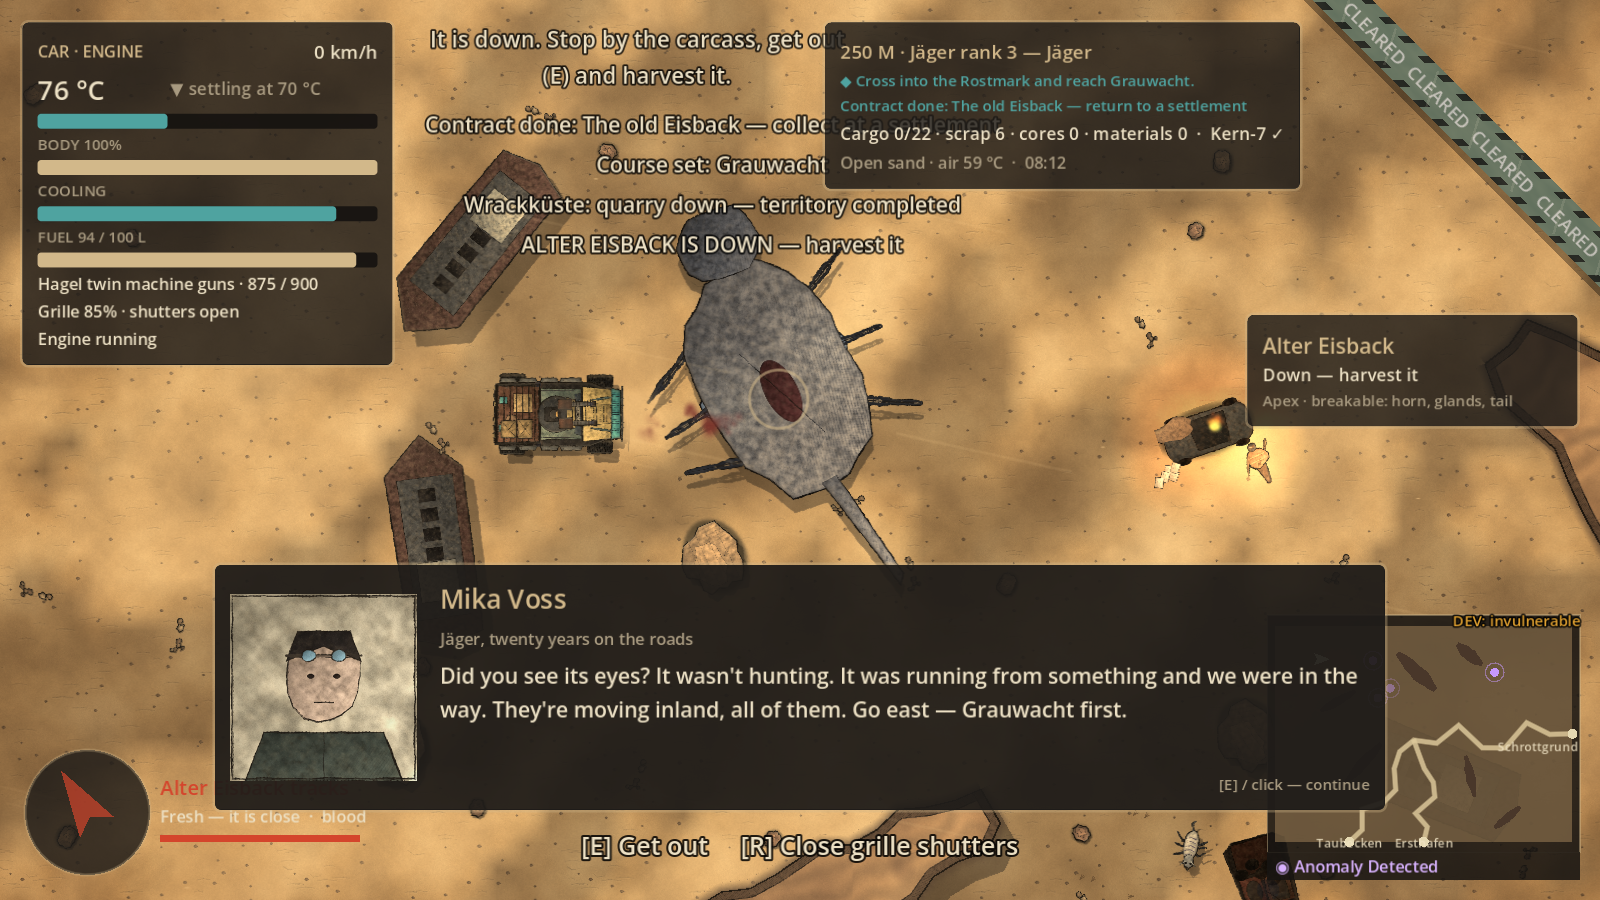 CAR · ENGINE
0 km/h
76 °C
▼ settling at 70 °C
BODY 100%
COOLING
FUEL 94 / 100 L
Hagel twin machine guns · 875 / 900
Grille 85% · shutters open
Engine running
It is down. Stop by the carcass, get out
(E) and harvest it.
Contract done: The old Eisback — collect at a settlement
Course set: Grauwacht
Wrackküste: quarry down — territory completed
ALTER EISBACK IS DOWN — harvest it
250 M · Jäger rank 3 — Jäger
◆ Cross into the Rostmark and reach Grauwacht.
Contract done: The old Eisback — return to a settlement
Cargo 0/22 · scrap 6 · cores 0 · materials 0 · Kern-7 ✓
Open sand · air 59 °C · 08:12
CLEARED CLEARED CLEARED CLEARED
Alter Eisback
Down — harvest it
Apex · breakable: horn, glands, tail
Mika Voss
Jäger, twenty years on the roads
Did you see its eyes? It wasn't hunting. It was running from something and we were in the
way. They're moving inland, all of them. Go east — Grauwacht first.
[E] / click — continue
DEV: invulnerable
Schrottgrund
Taubecken Ersthafen
◉ Anomaly Detected
Alter Eisback
Fresh — it is close · blood
[E] Get out [R] Close grille shutters